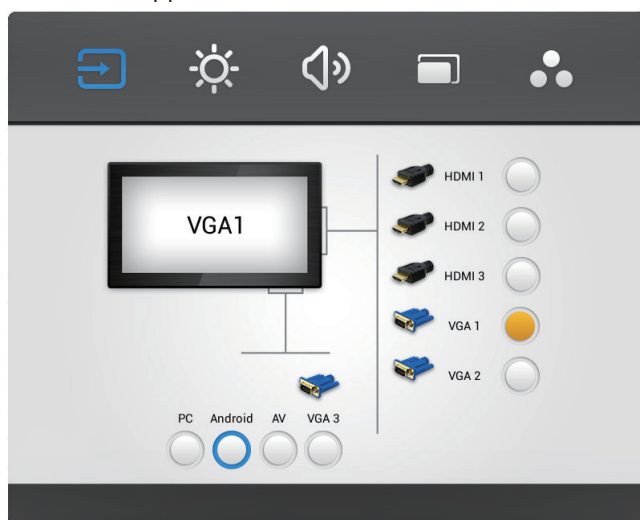 VGA1
HDMI 1
HDMI 2
HDMI 3
VGA 1
VGA 2
PC Android AV VGA 3